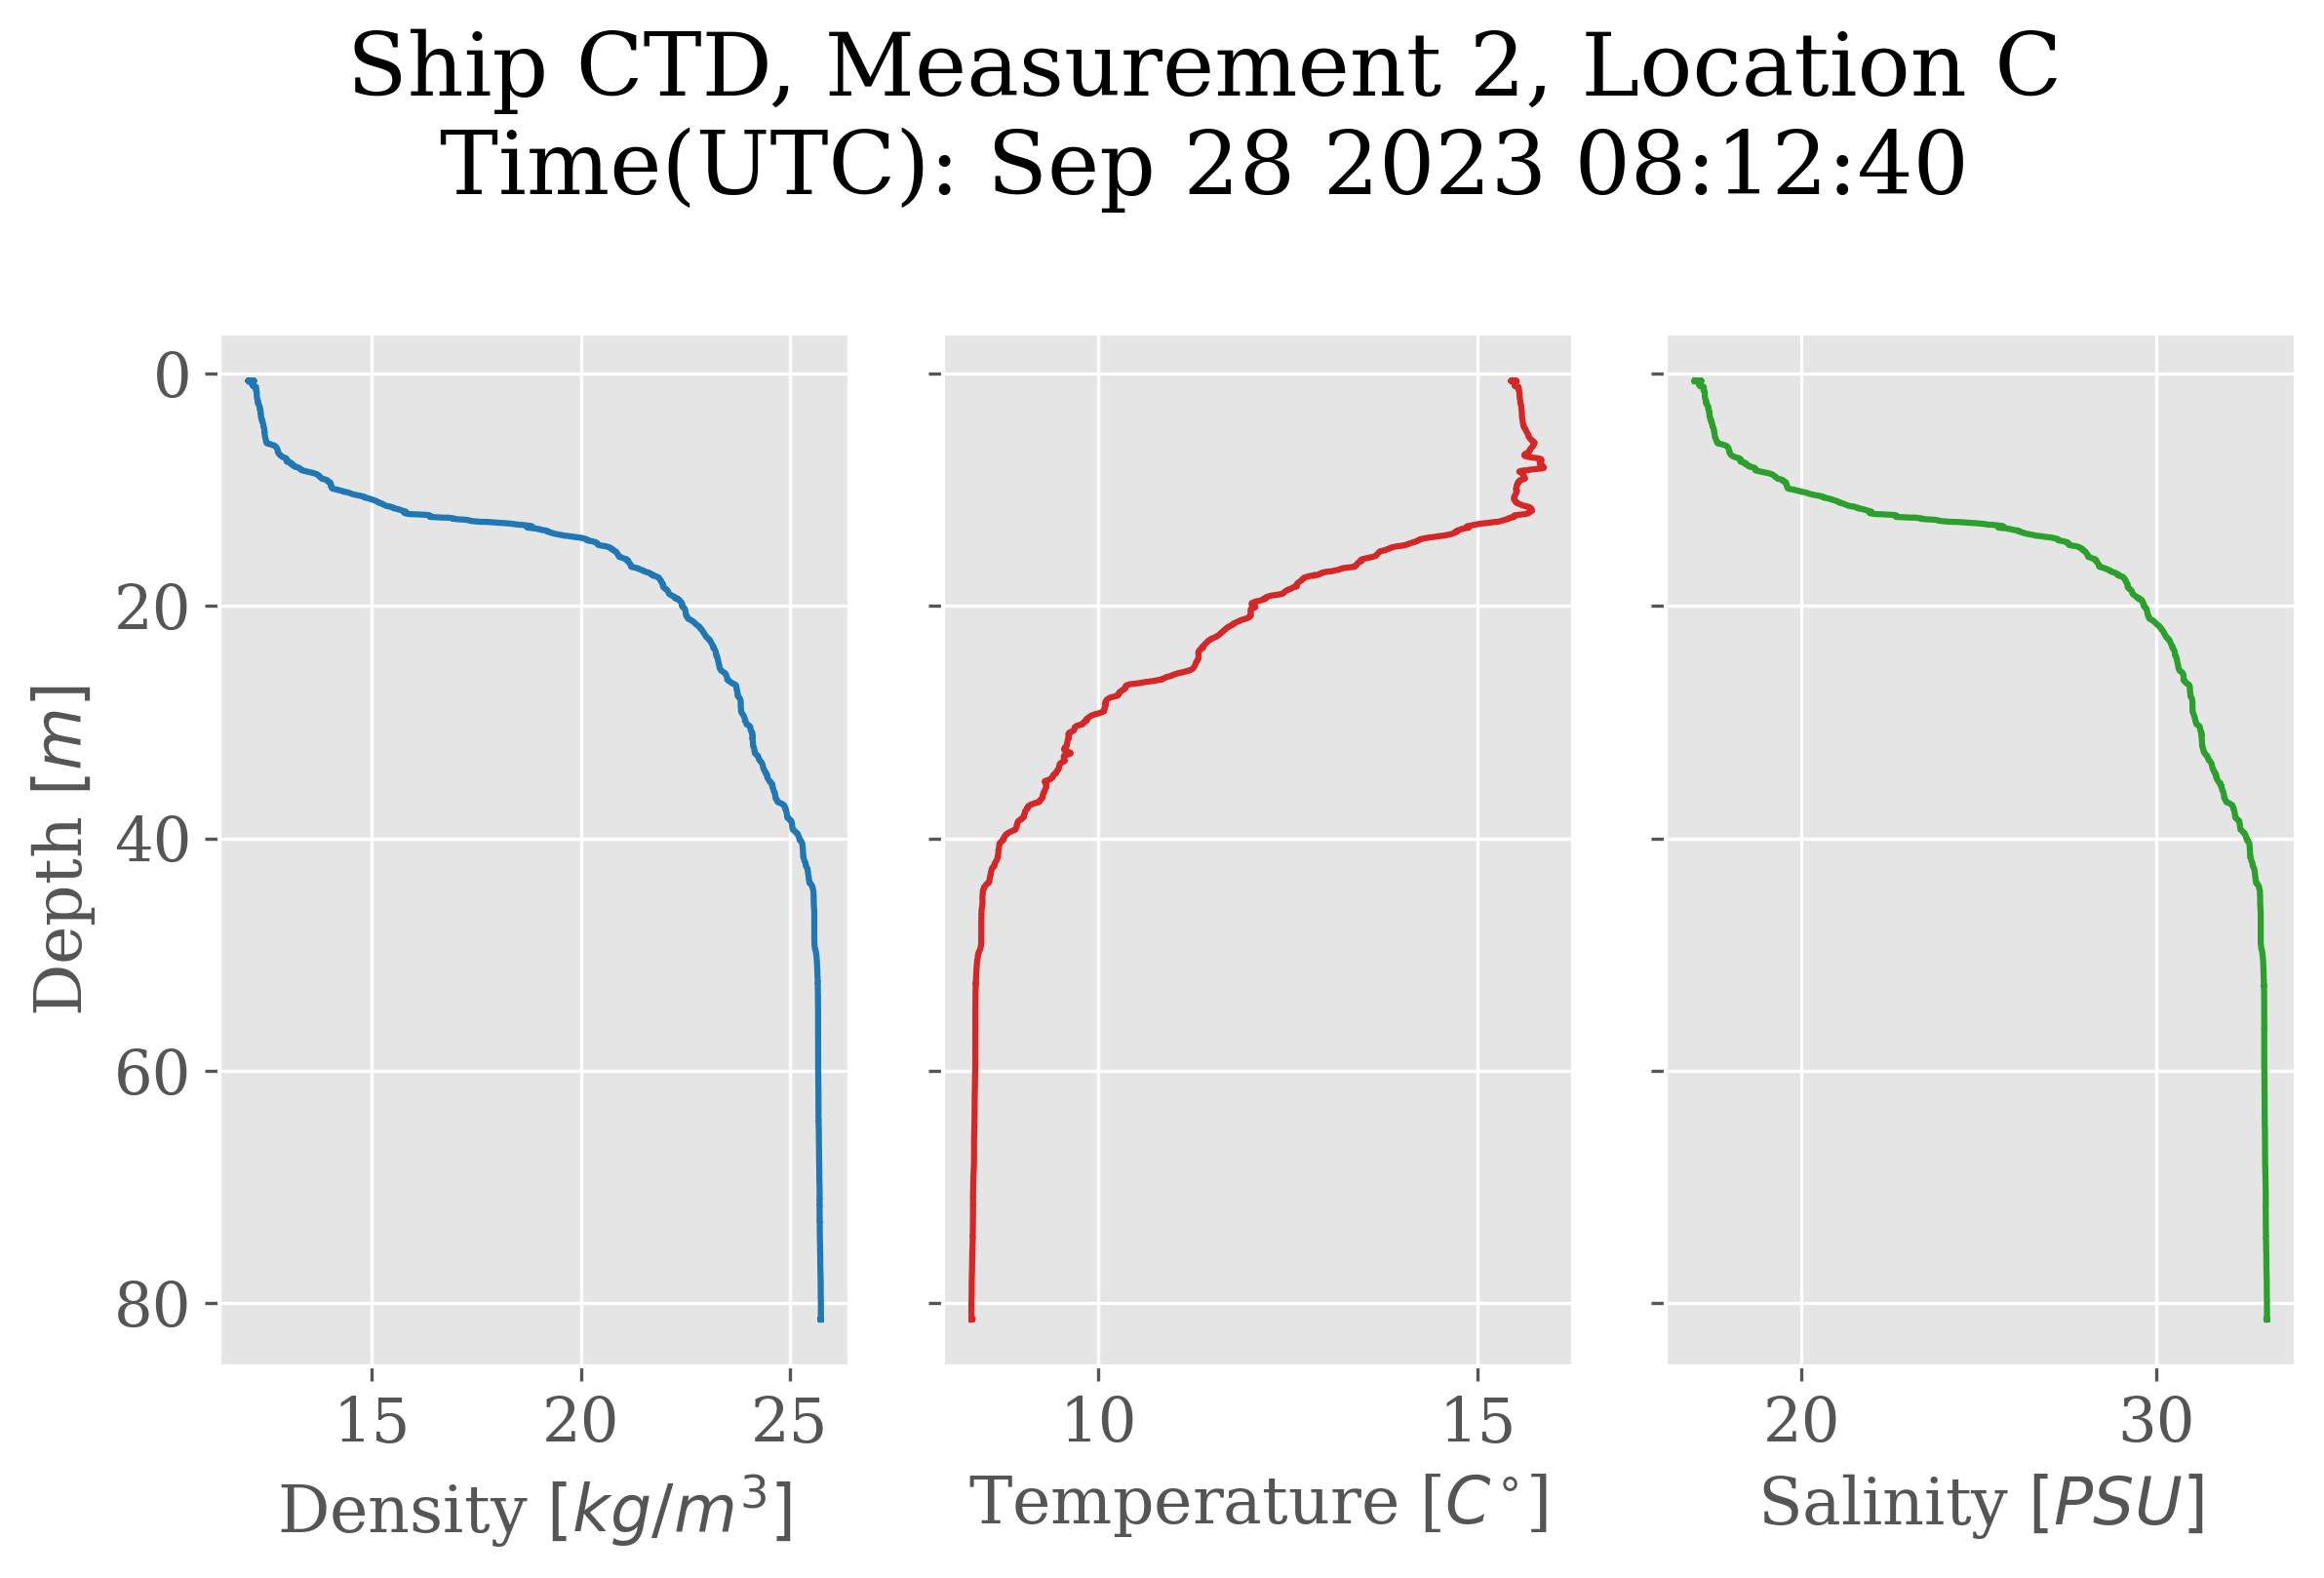 Ship CTD, Measurement 2, Location C
Time(UTC): Sep 28 2023 08:12:40
0
20
40
60
80
Depth [m]
15 20 25
Density [kg/m³]
10 15
Temperature [C°]
20 30
Salinity [PSU]